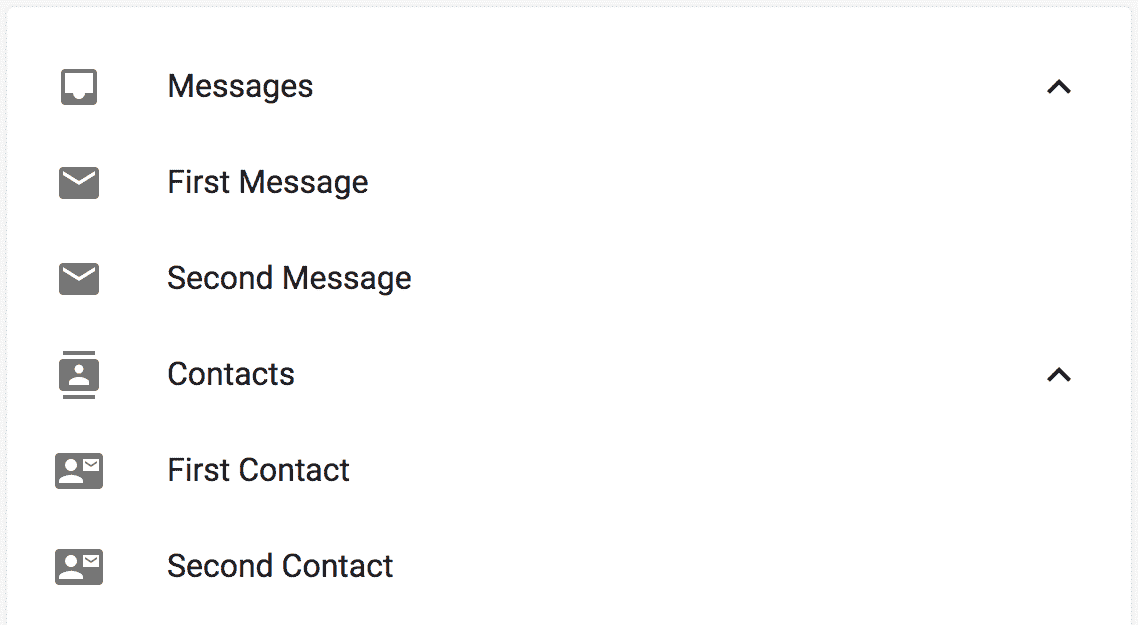 Messages
First Message
Second Message
Contacts
First Contact
Second Contact